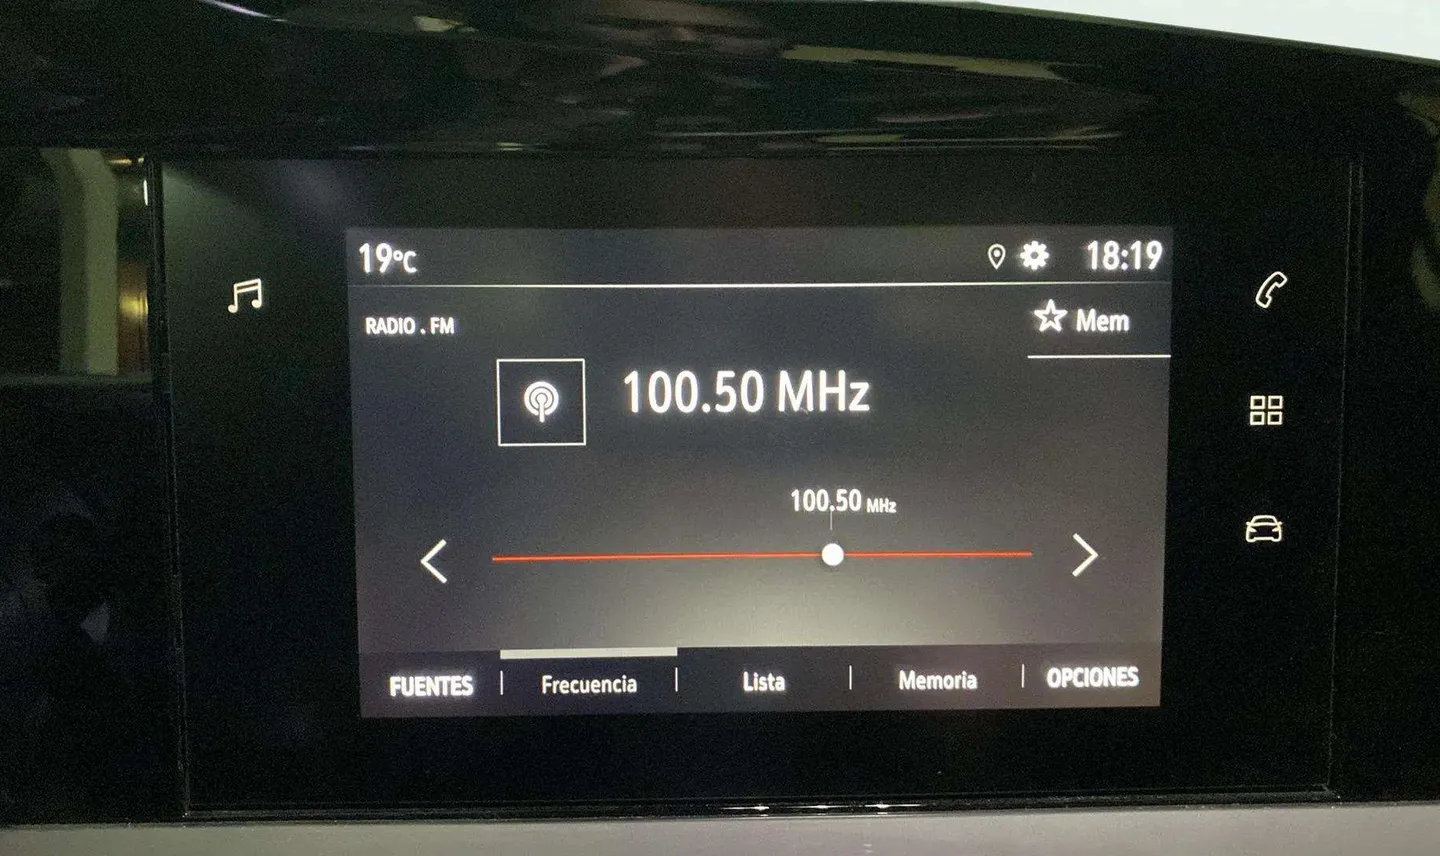 19°C 18:19
RADIO . FM
Mem
100.50 MHz
100.50 MHz
FUENTES | Frecuencia | Lista | Memoria | OPCIONES